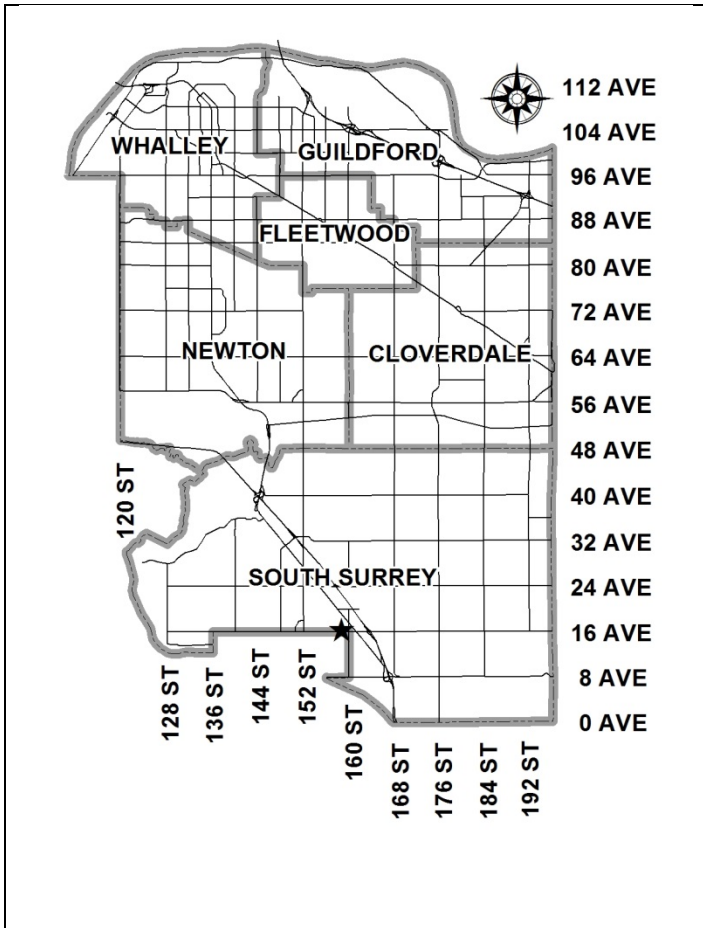 112 AVE
104 AVE
WHALLEY
GUILDFORD
96 AVE
88 AVE
FLEETWOOD
80 AVE
72 AVE
NEWTON
CLOVERDALE
64 AVE
56 AVE
48 AVE
120 ST
40 AVE
32 AVE
SOUTH SURREY
24 AVE
16 AVE
128 ST
136 ST
144 ST
152 ST
8 AVE
160 ST
0 AVE
168 ST
176 ST
184 ST
192 ST